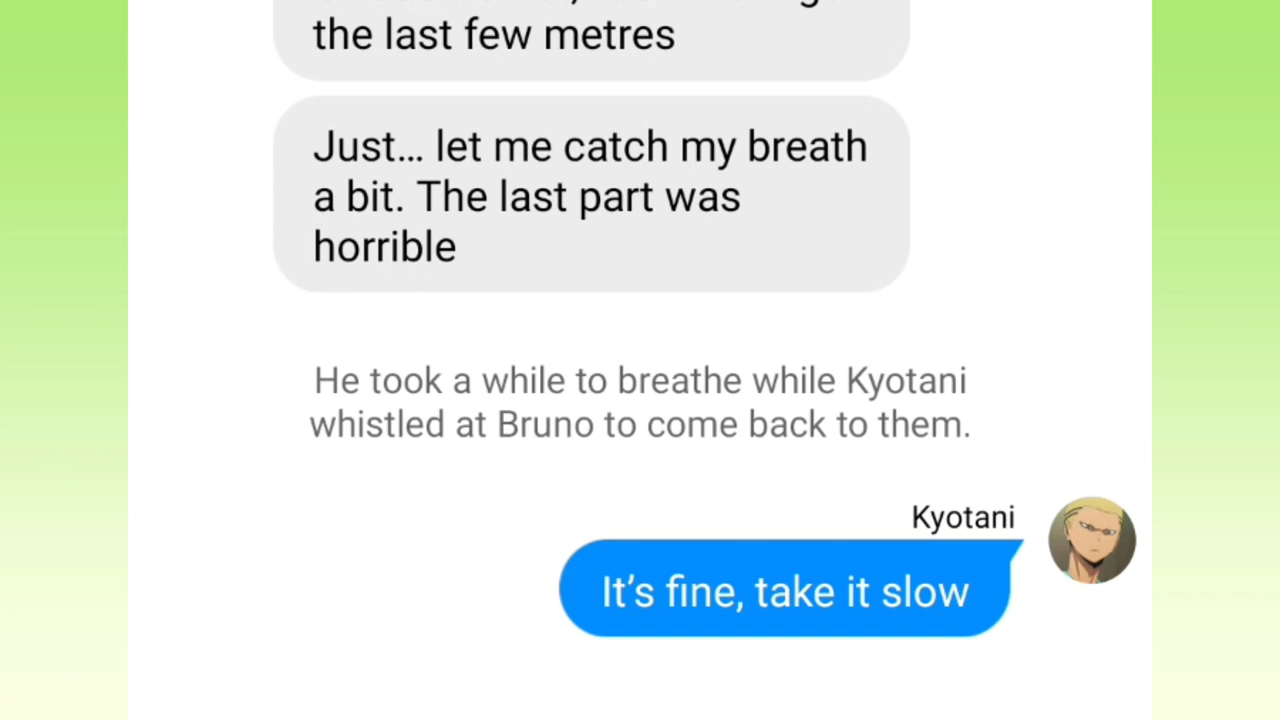 the last few metres
Just... let me catch my breath
a bit. The last part was
horrible
He took a while to breathe while Kyotani
whistled at Bruno to come back to them.
Kyotani
It’s fine, take it slow